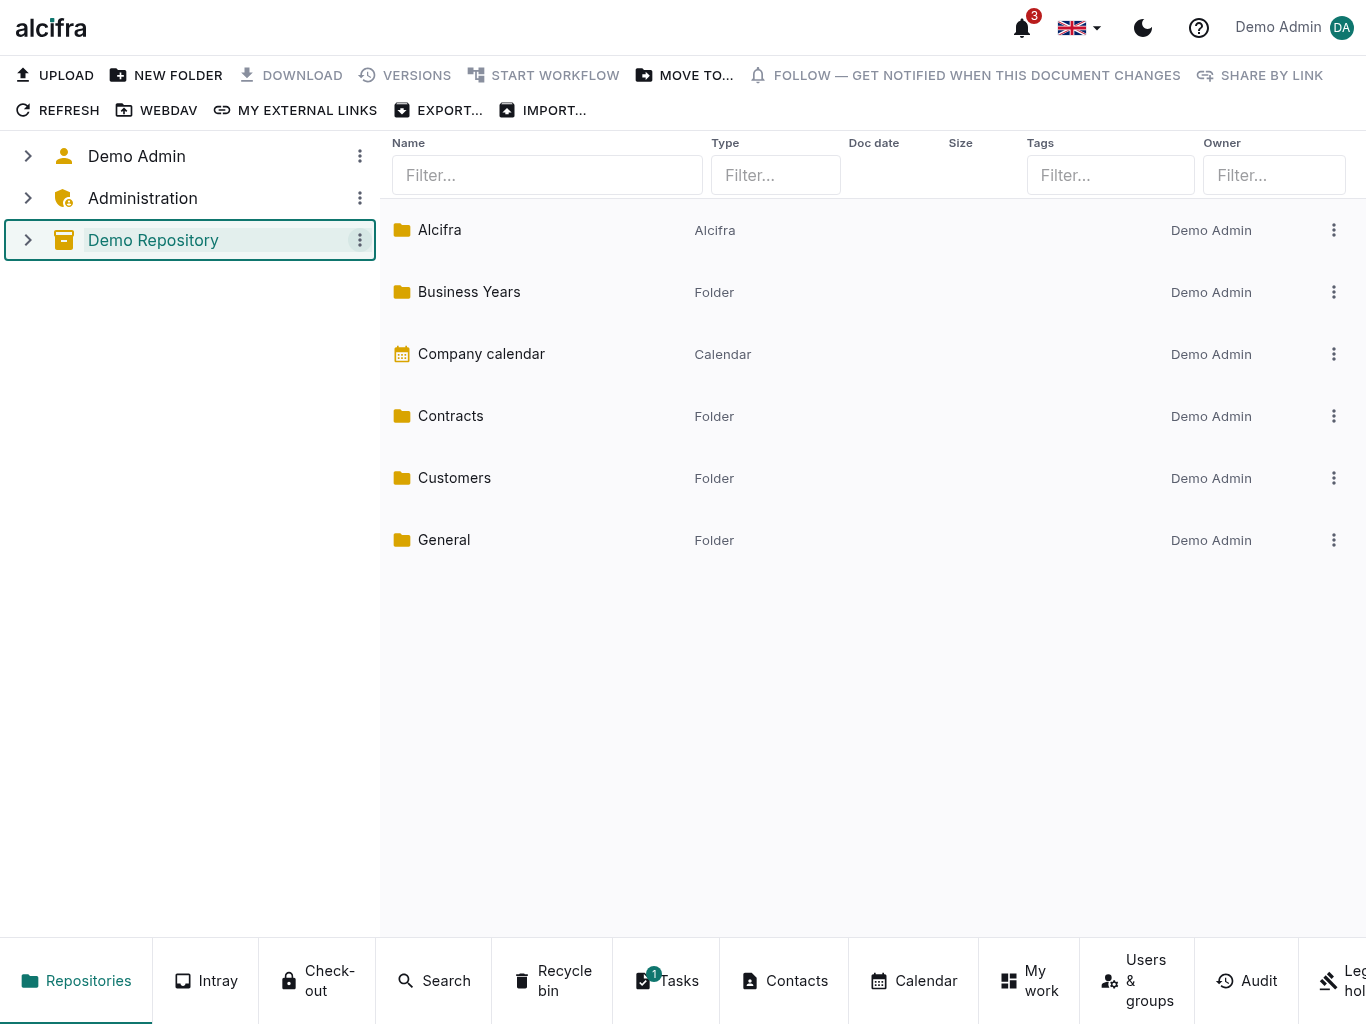 alcifra
3
Demo Admin DA
UPLOAD NEW FOLDER DOWNLOAD VERSIONS START WORKFLOW MOVE TO... FOLLOW — GET NOTIFIED WHEN THIS DOCUMENT CHANGES SHARE BY LINK
REFRESH WEBDAV MY EXTERNAL LINKS EXPORT... IMPORT...
Demo Admin
Administration
Demo Repository
Name Type Doc date Size Tags Owner
Filter... Filter... Filter... Filter...
Alcifra Alcifra Demo Admin
Business Years Folder Demo Admin
Company calendar Calendar Demo Admin
Contracts Folder Demo Admin
Customers Folder Demo Admin
General Folder Demo Admin
Repositories
Intray
Check-
out
Search
Recycle
bin
1
Tasks
Contacts
Calendar
My
work
Users
&
groups
Audit